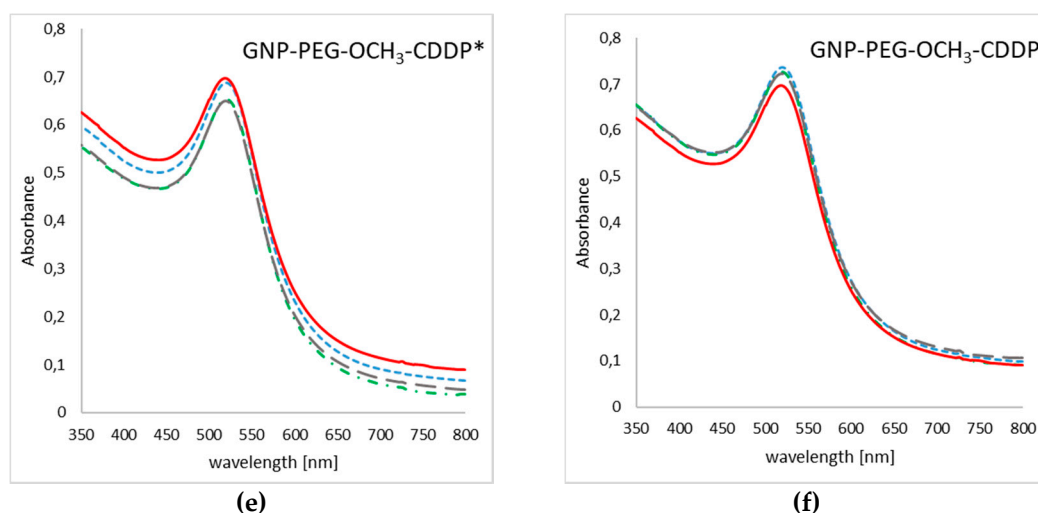 GNP-PEG-OCH₃-CDDP*
Absorbance
0,8
0,7
0,6
0,5
0,4
0,3
0,2
0,1
0
350 400 450 500 550 600 650 700 750 800
wavelength [nm]
(e)
GNP-PEG-OCH₃-CDDP
Absorbance
0,8
0,7
0,6
0,5
0,4
0,3
0,2
0,1
0
350 400 450 500 550 600 650 700 750 800
wavelength [nm]
(f)